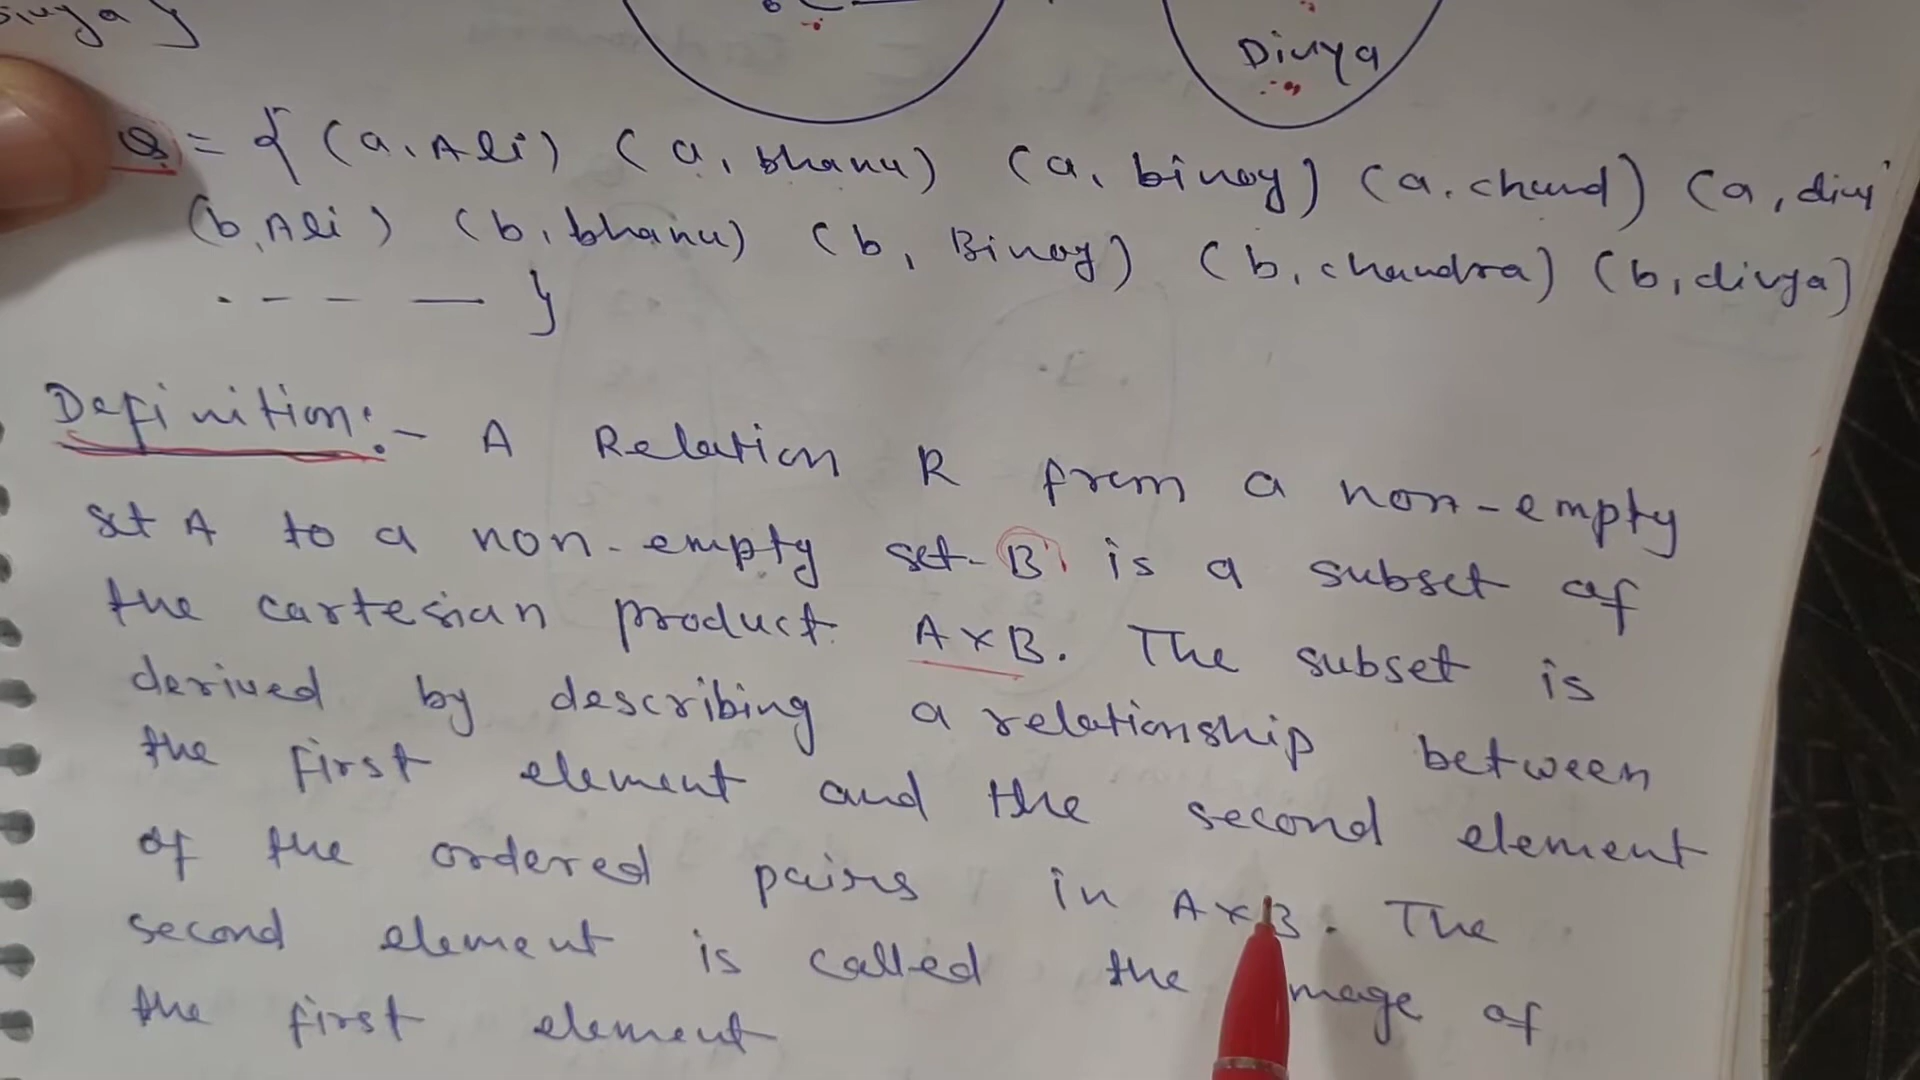 Divya
= { (a, Ali) (a, bhanu) (a, binoy) (a. chand) (a, divy
(b, Ali) (b, bhanu) (b, Binoy) (b, chandra) (b, divya)
. - - - — }
Definition:- A Relation R from a non-empty
set A to a non-empty set B is a subset of
the cartesian product A×B. The subset is
derived by describing a relationship between
the first element and the second element
of the ordered pairs in A×B. The
second element is called the image of
the first element